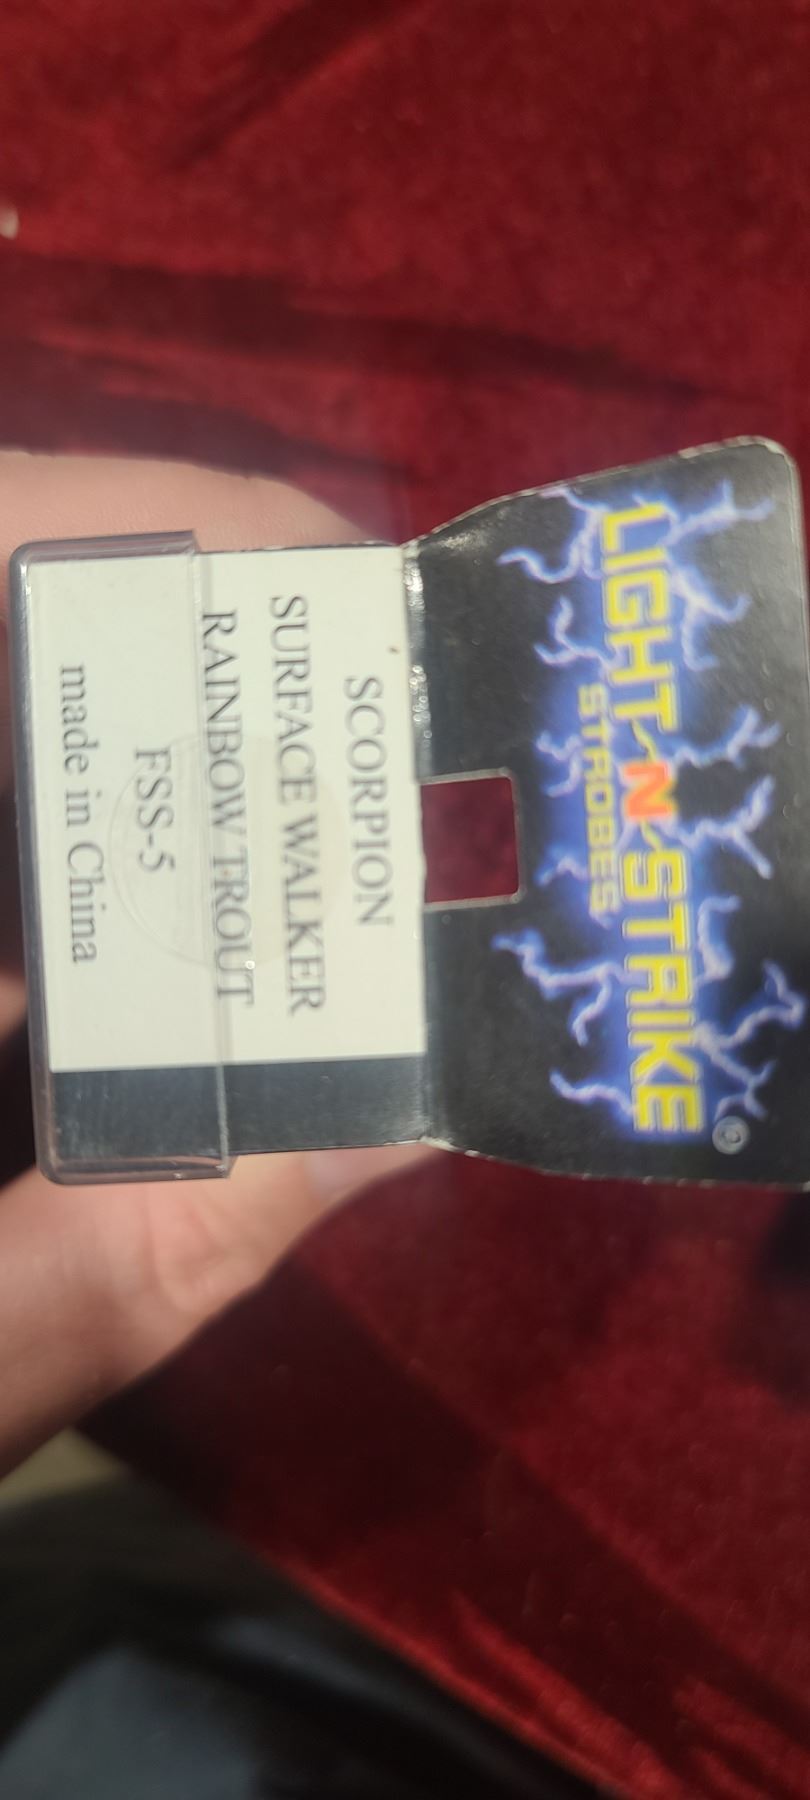 LIGHT-N-STRIKE®
STROBES
SCORPION
SURFACE WALKER
RAINBOW TROUT
FSS-5
made in China